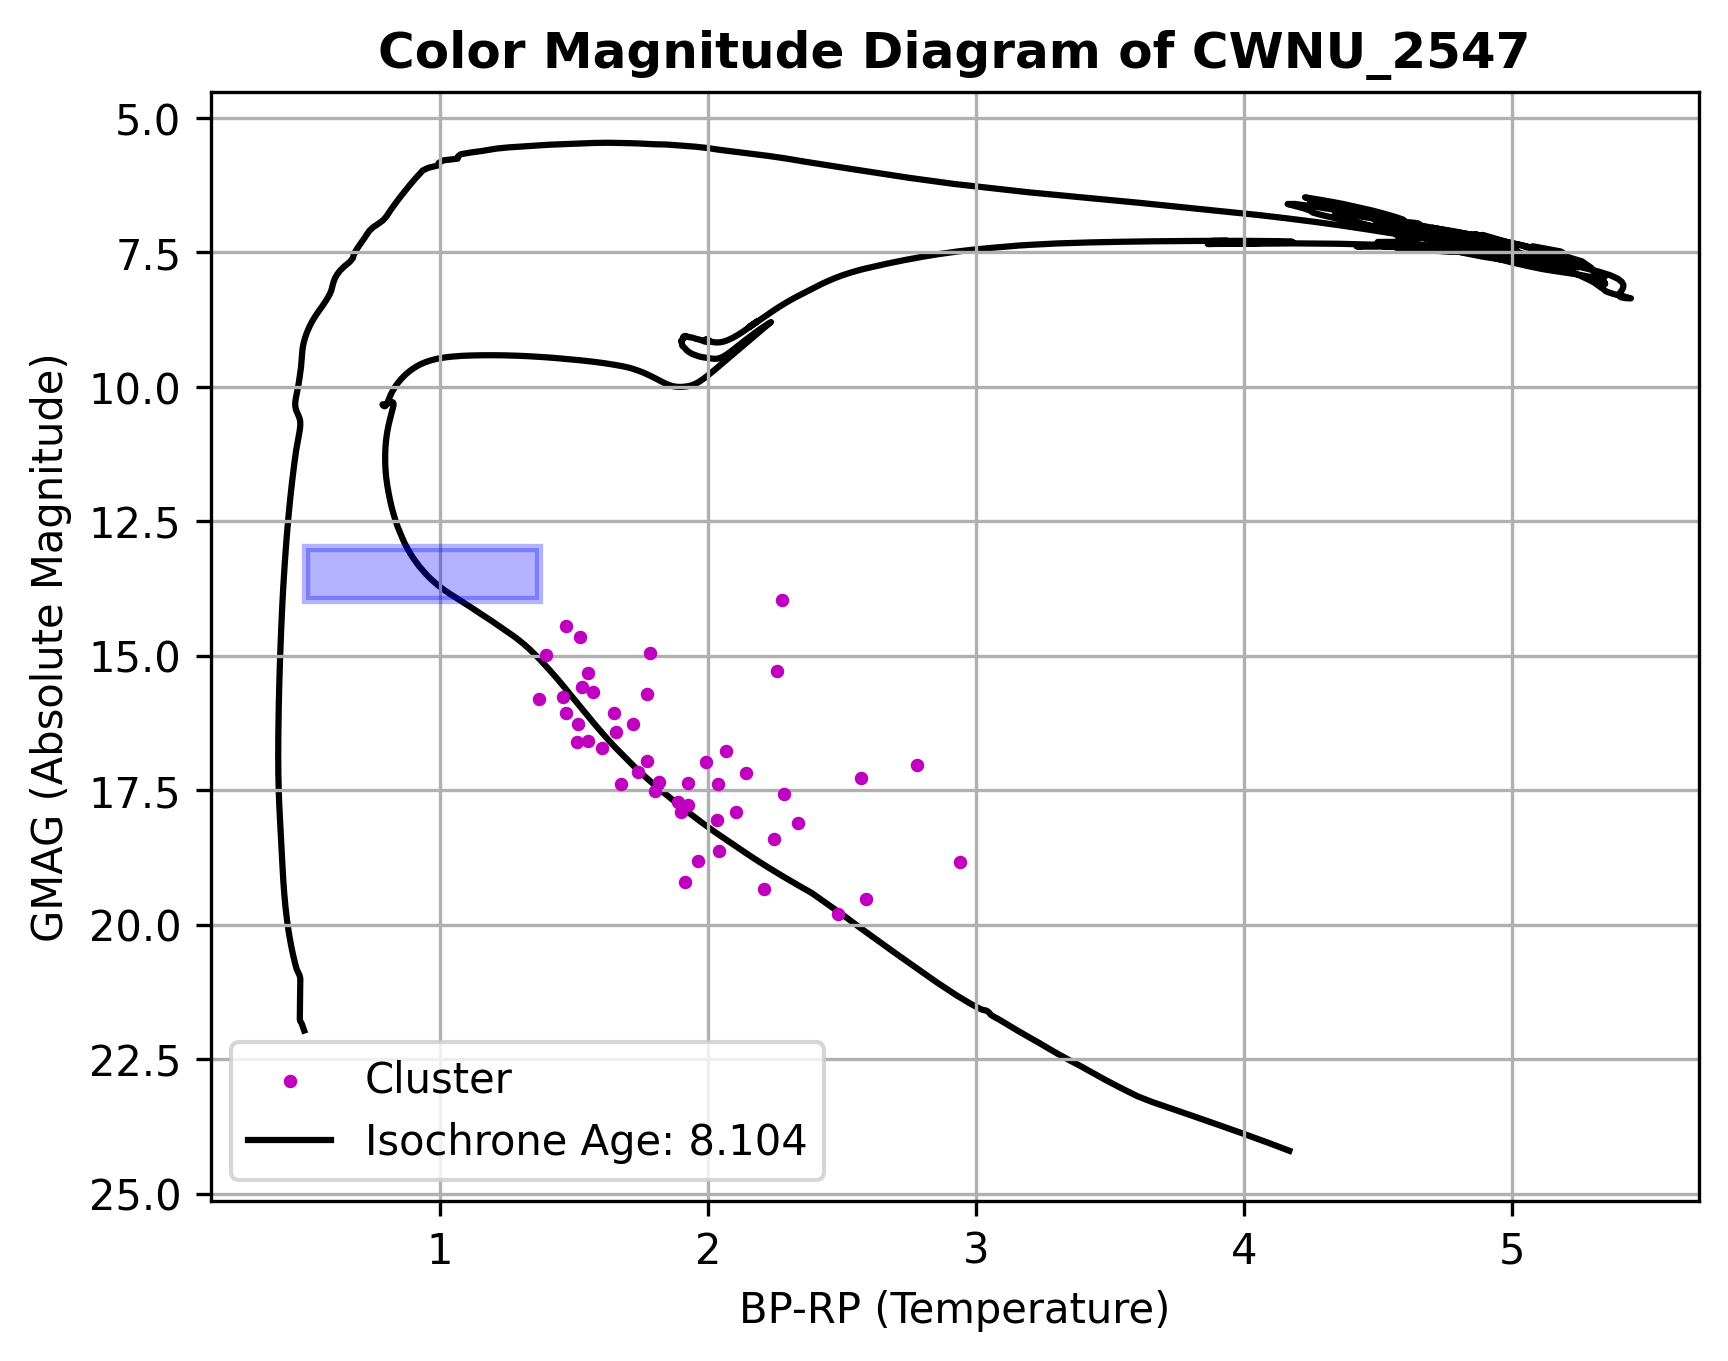 Color Magnitude Diagram of CWNU_2547
5.0
7.5
10.0
12.5
15.0
17.5
20.0
22.5
25.0
GMAG (Absolute Magnitude)
Cluster
Isochrone Age: 8.104
1
2
3
4
5
BP-RP (Temperature)